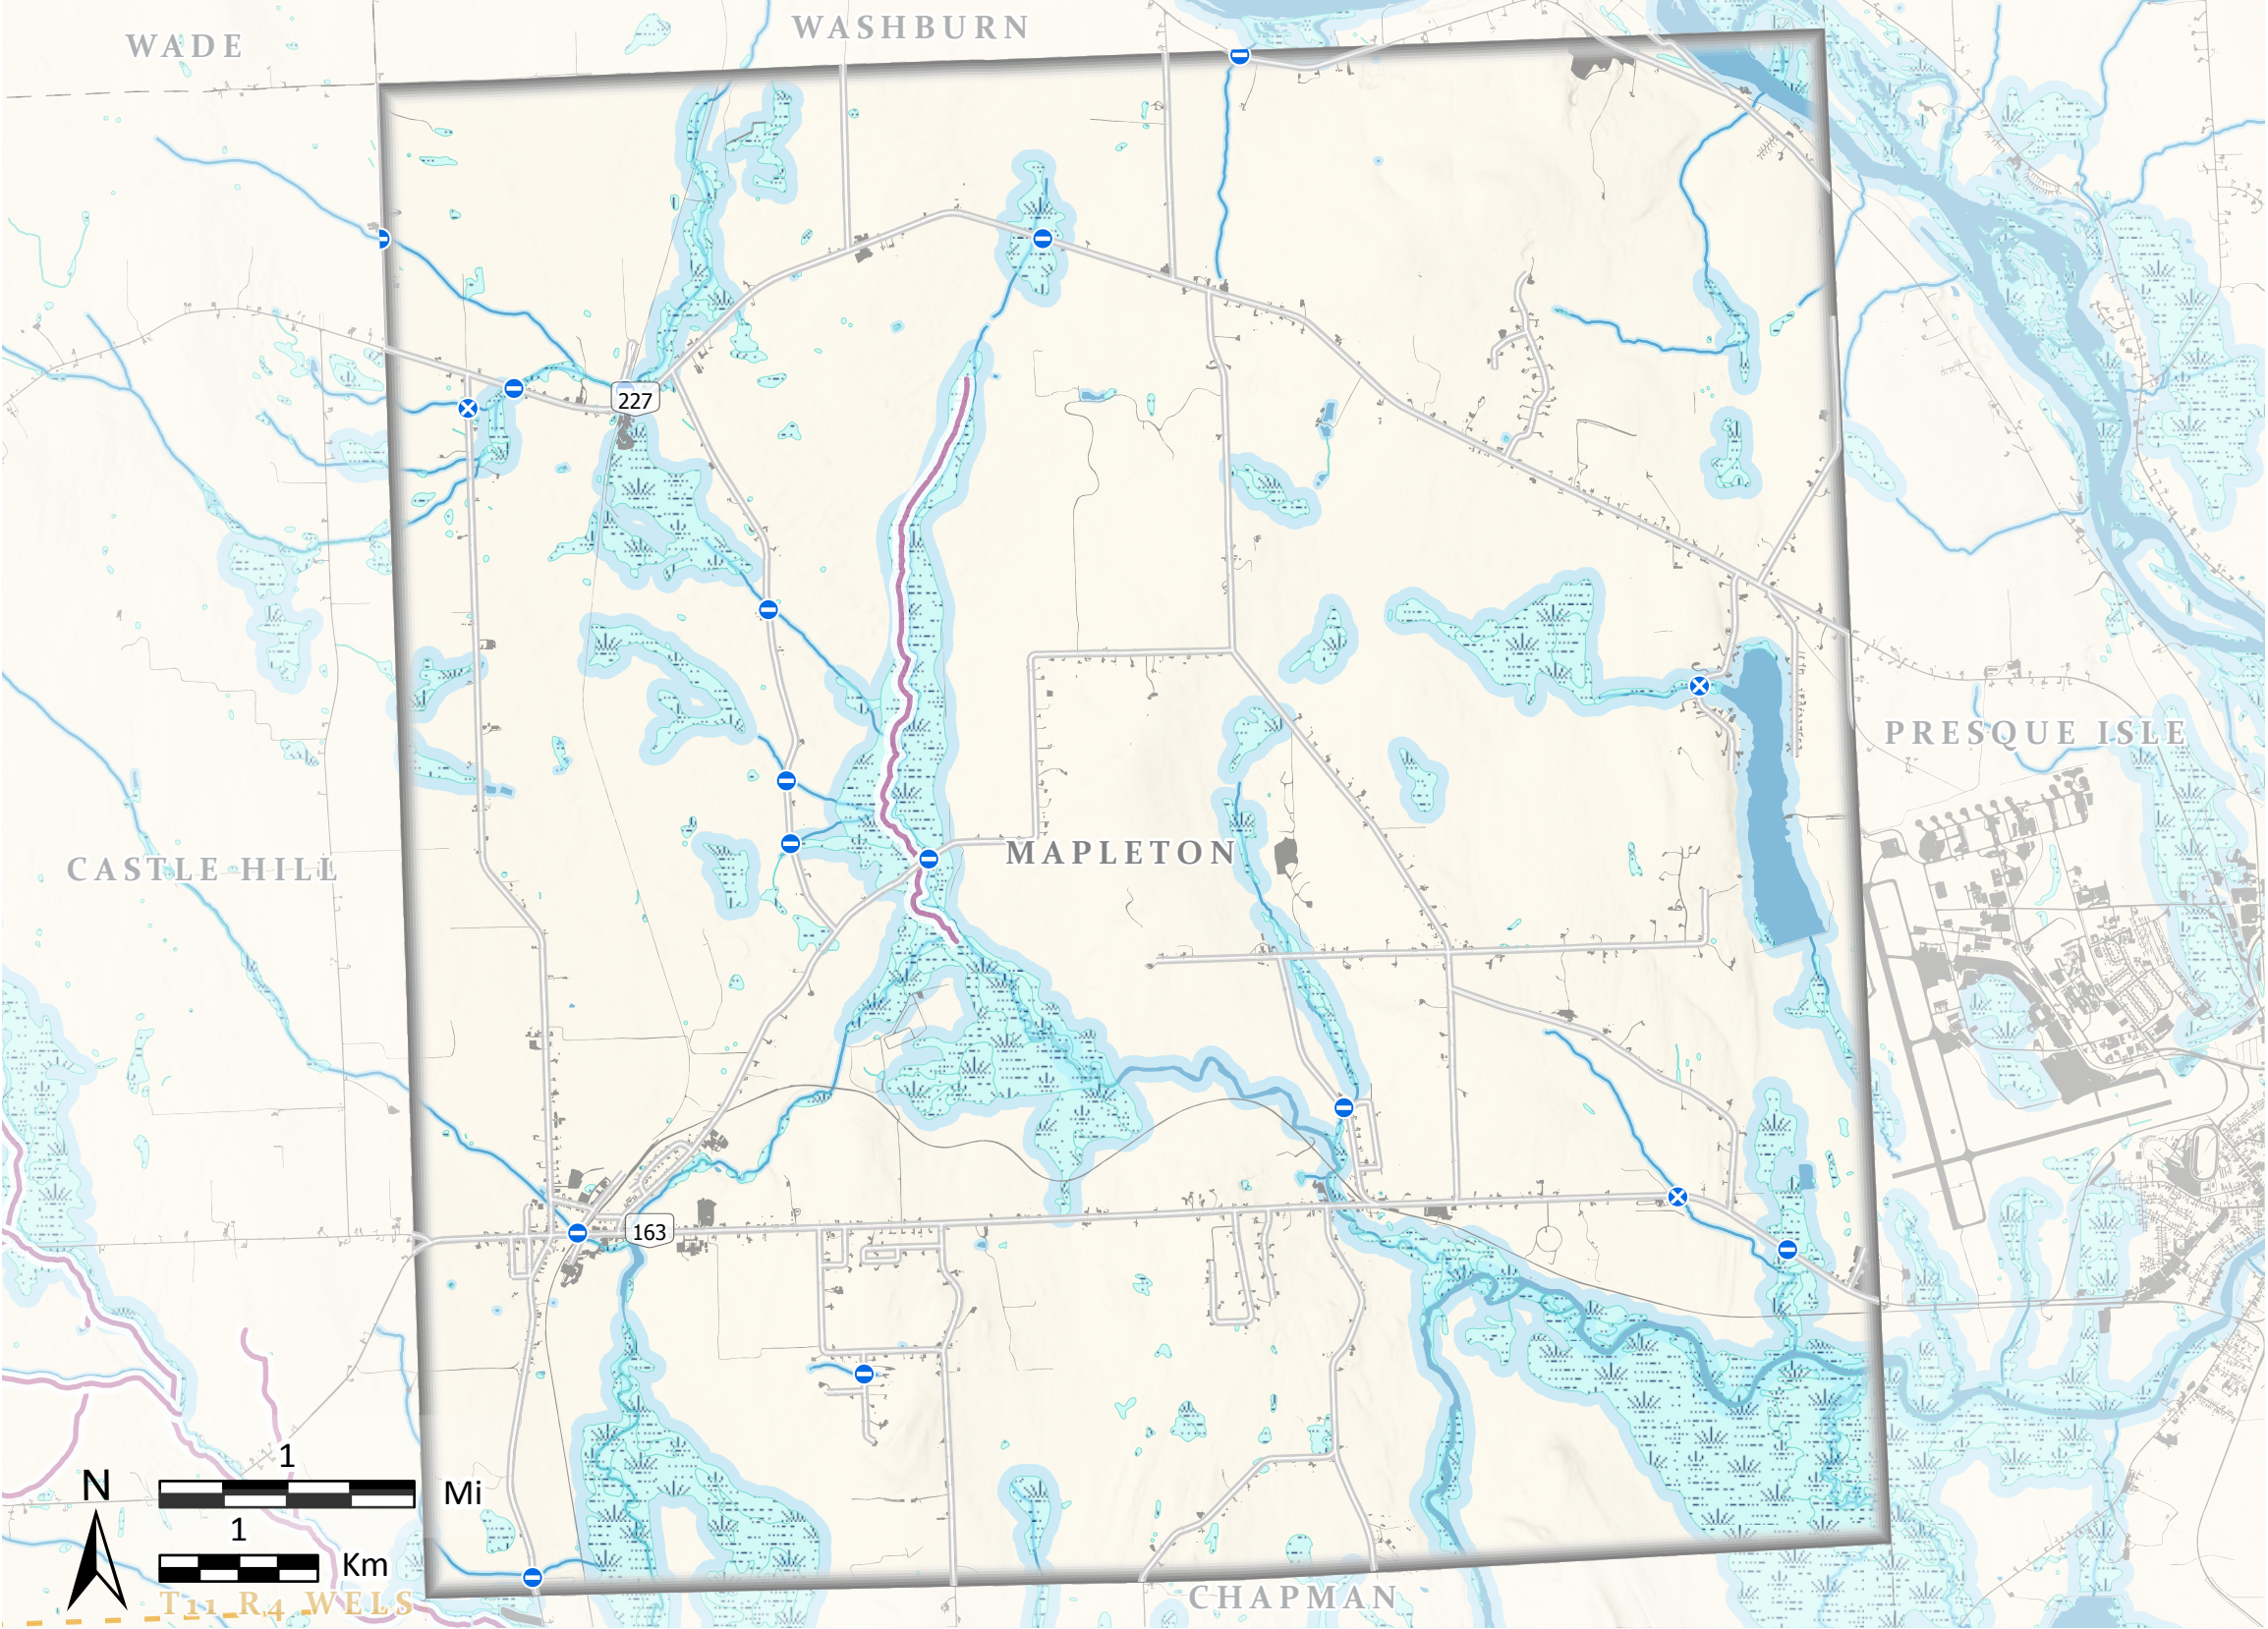 WASHBURN
WADE
227
PRESQUE ISLE
MAPLETON
CASTLE HILL
163
1
N
Mi
1
Km
T11 R4 WELS
CHAPMAN